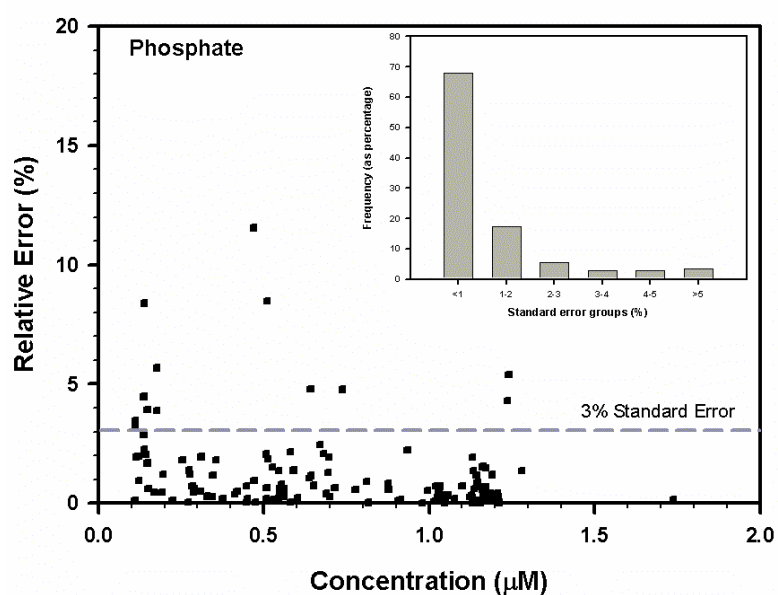 Phosphate
20
15
10
5
0
Relative Error (%)
0.0 0.5 1.0 1.5 2.0
Concentration (μM)
3% Standard Error
80
70
60
50
40
30
20
10
0
Frequency (as percentage)
<1 1-2 2-3 3-4 4-5 >5
Standard error groups (%)